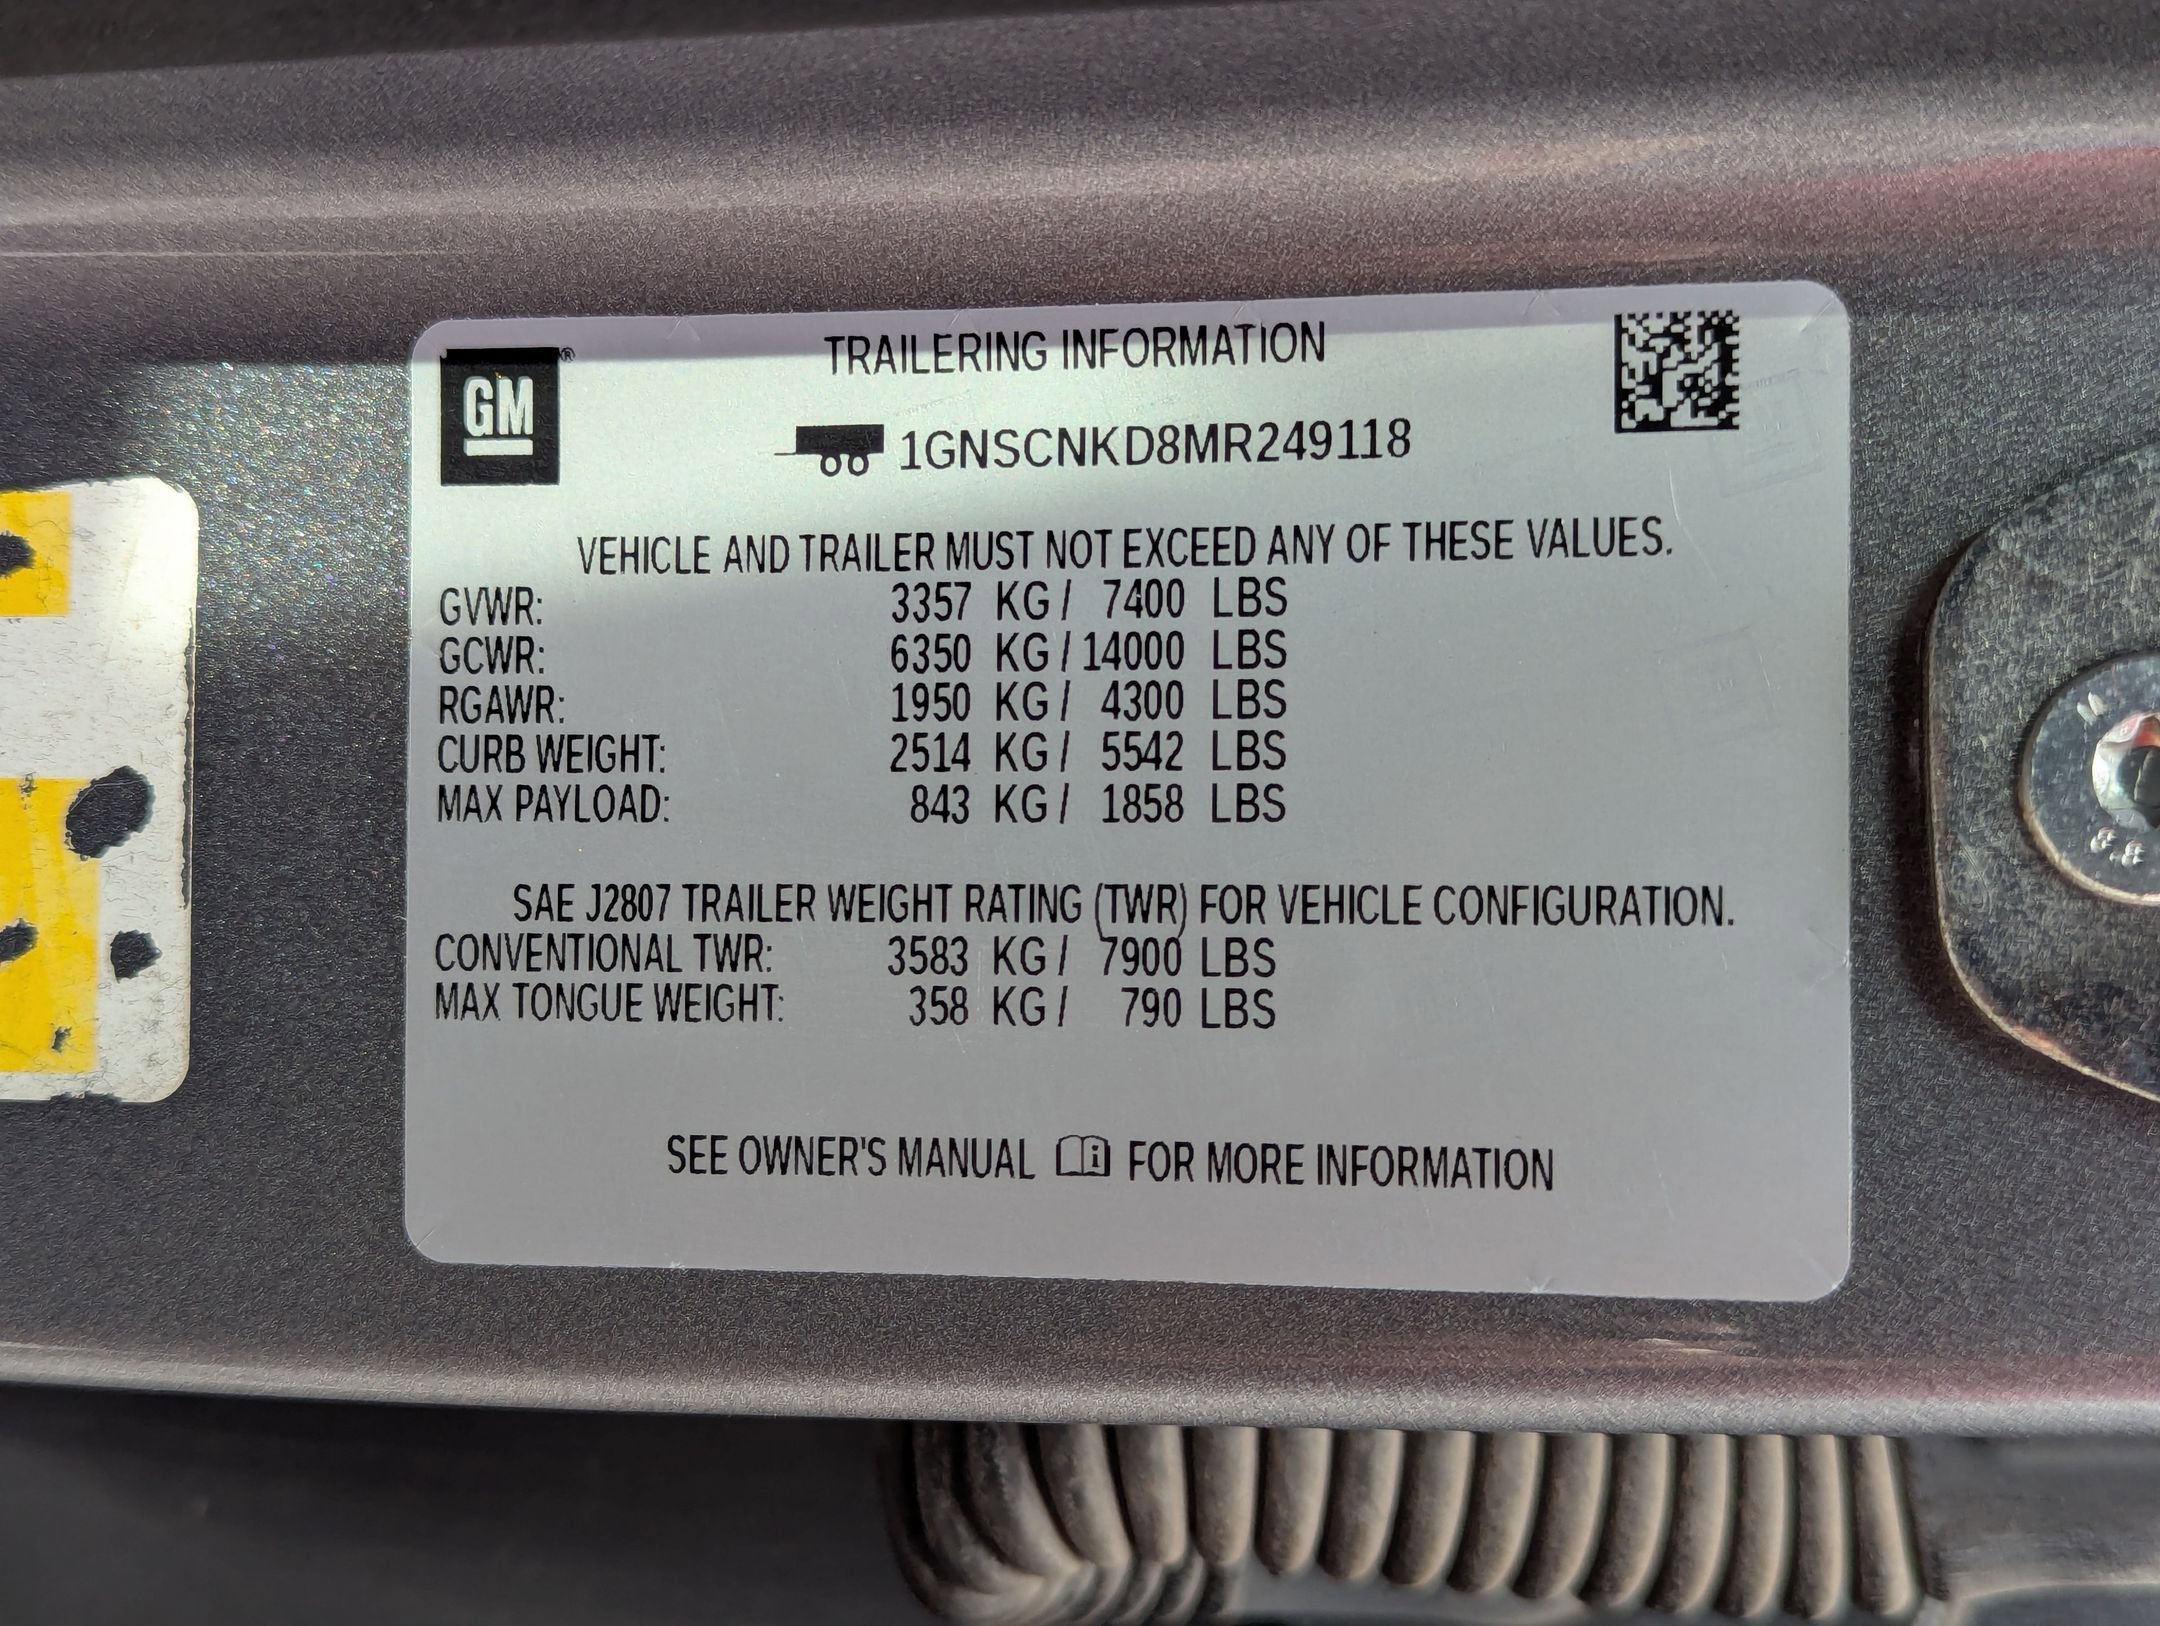 TRAILERING INFORMATION
GM®
1GNSCNKD8MR249118
VEHICLE AND TRAILER MUST NOT EXCEED ANY OF THESE VALUES.
GVWR: 3357 KG / 7400 LBS
GCWR: 6350 KG / 14000 LBS
RGAWR: 1950 KG / 4300 LBS
CURB WEIGHT: 2514 KG / 5542 LBS
MAX PAYLOAD: 843 KG / 1858 LBS
SAE J2807 TRAILER WEIGHT RATING (TWR) FOR VEHICLE CONFIGURATION.
CONVENTIONAL TWR: 3583 KG / 7900 LBS
MAX TONGUE WEIGHT: 358 KG / 790 LBS
SEE OWNER'S MANUAL FOR MORE INFORMATION